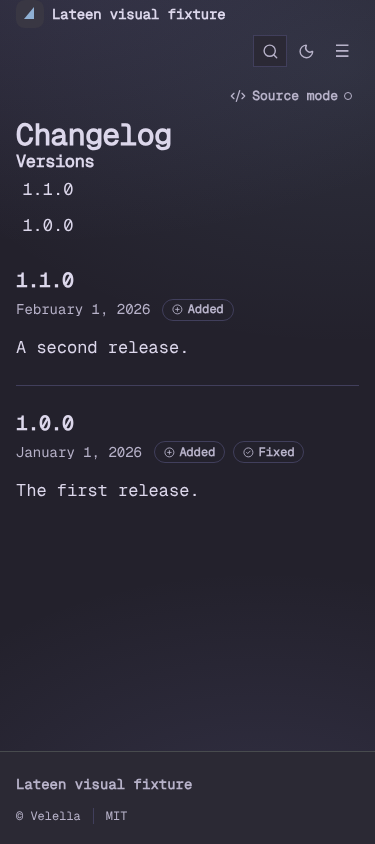 Lateen visual fixture
Source mode
Changelog
Versions
1.1.0
1.0.0
1.1.0
February 1, 2026 Added
A second release.
1.0.0
January 1, 2026 Added Fixed
The first release.
Lateen visual fixture
© Velella MIT